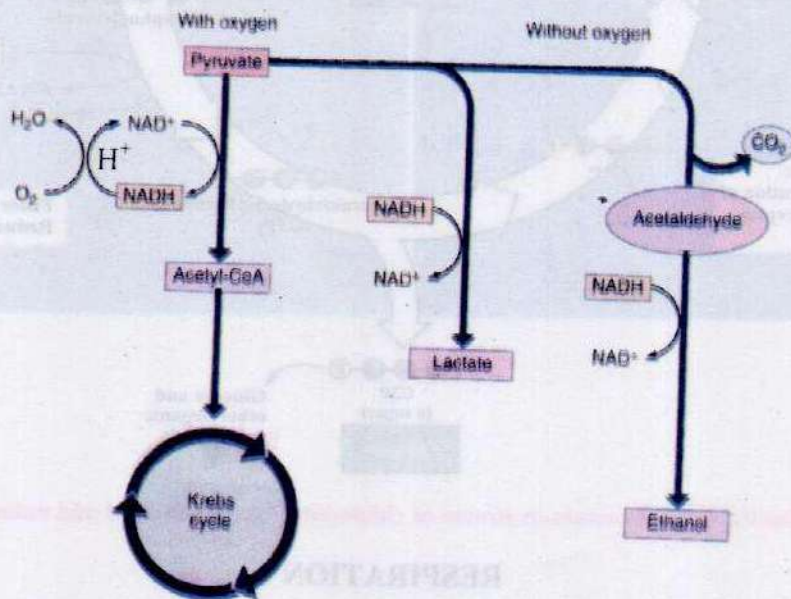 With oxygen
Without oxygen
Pyruvate
H₂O
NAD⁺
H⁺
O₂
NADH
CO₂
Acetaldehyde
NADH
NAD⁺
Acetyl-CoA
NADH
NAD⁺
Lactate
Krebs
cycle
Ethanol
RESPIRATION